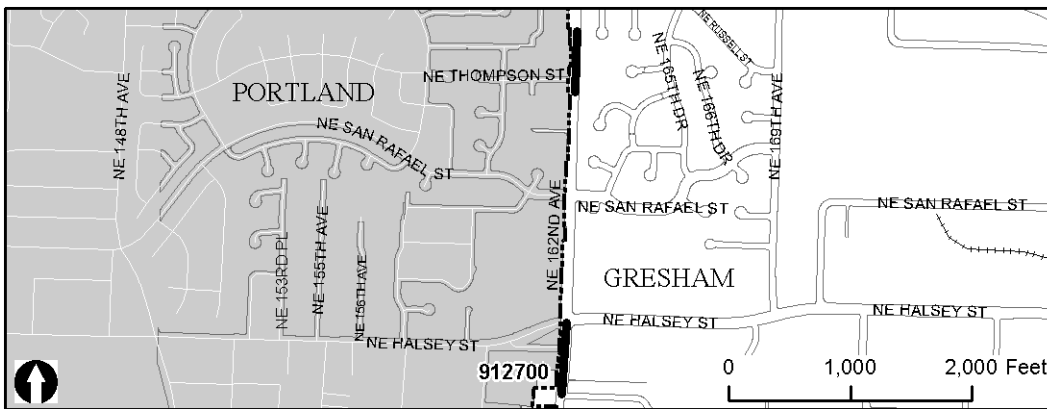 NE RUSSELL ST
NE THOMPSON ST
NE 165TH DR
PORTLAND
NE 148TH AVE
NE 166TH DR
NE 169TH AVE
NE SAN RAFAEL ST
NE SAN RAFAEL ST
NE SAN RAFAEL ST
NE 162ND AVE
NE 153RD PL
NE 155TH AVE
NE 156TH AVE
GRESHAM
NE HALSEY ST
NE HALSEY ST
NE HALSEY ST
912700
0 1,000 2,000 Feet